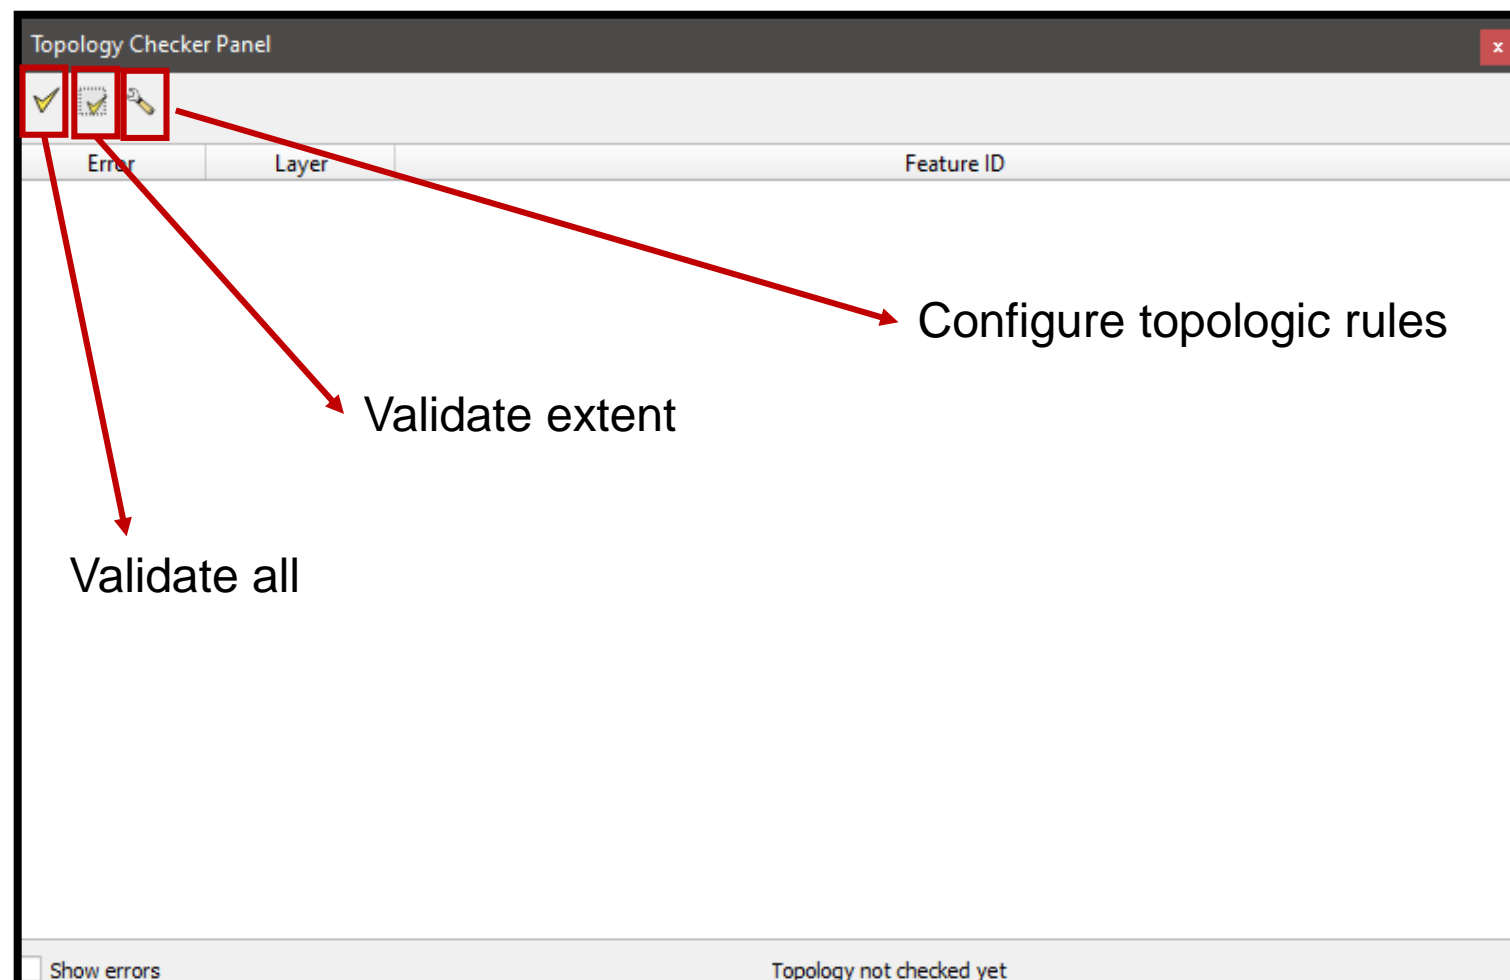 Topology Checker Panel
x
Error Layer Feature ID
Configure topologic rules
Validate extent
Validate all
Show errors Topology not checked yet